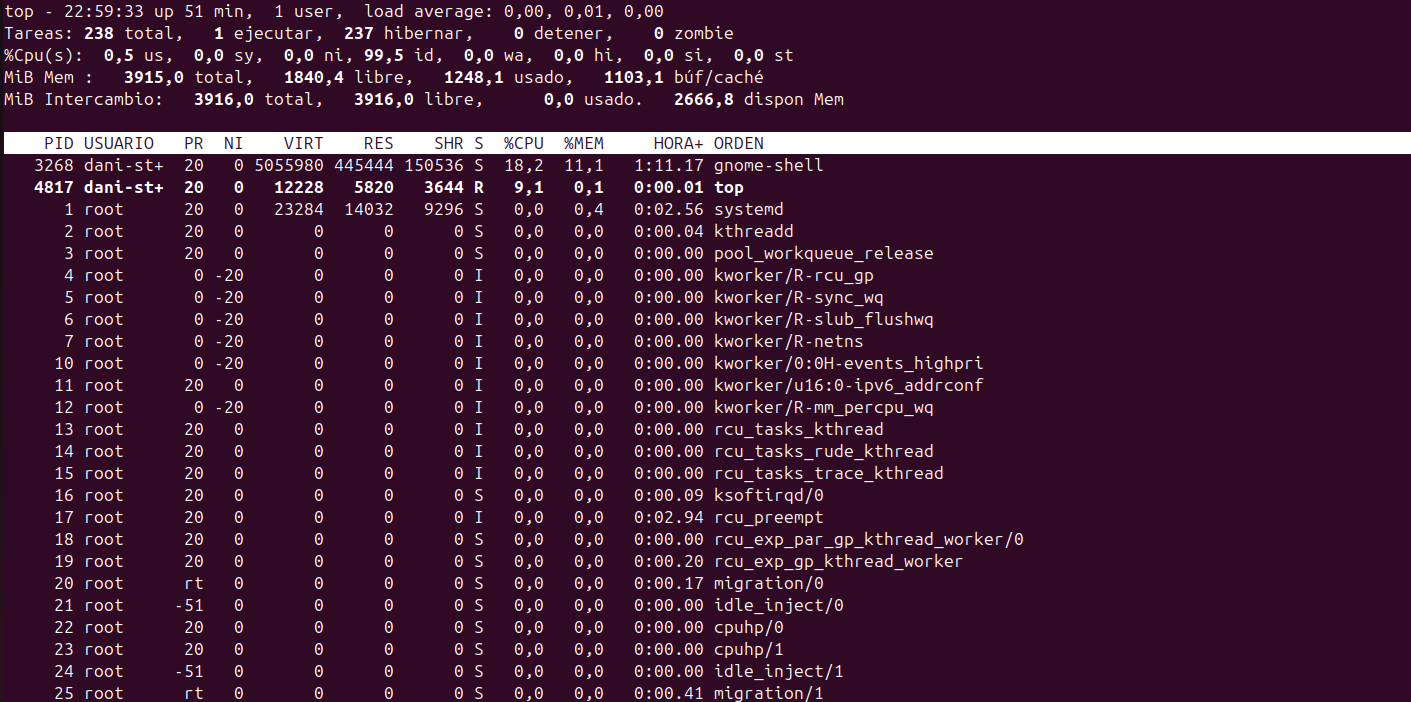 top - 22:59:33 up 51 min,  1 user,  load average: 0,00, 0,01, 0,00
Tareas: 238 total,   1 ejecutar, 237 hibernar,    0 detener,    0 zombie
%Cpu(s):  0,5 us,  0,0 sy,  0,0 ni, 99,5 id,  0,0 wa,  0,0 hi,  0,0 si,  0,0 st
MiB Mem :   3915,0 total,   1840,4 libre,   1248,1 usado,   1103,1 búf/caché
MiB Intercambio:   3916,0 total,   3916,0 libre,      0,0 usado.   2666,8 dispon Mem
PID USUARIO   PR  NI    VIRT    RES    SHR S  %CPU  %MEM     HORA+ ORDEN
3268 dani-st+  20   0 5055980 445444 150536 S  18,2  11,1   1:11.17 gnome-shell
4817 dani-st+  20   0   12228   5820   3644 R   9,1   0,1   0:00.01 top
1 root      20   0   23284  14032   9296 S   0,0   0,4   0:02.56 systemd
2 root      20   0       0      0      0 S   0,0   0,0   0:00.04 kthreadd
3 root      20   0       0      0      0 S   0,0   0,0   0:00.00 pool_workqueue_release
4 root       0 -20       0      0      0 I   0,0   0,0   0:00.00 kworker/R-rcu_gp
5 root       0 -20       0      0      0 I   0,0   0,0   0:00.00 kworker/R-sync_wq
6 root       0 -20       0      0      0 I   0,0   0,0   0:00.00 kworker/R-slub_flushwq
7 root       0 -20       0      0      0 I   0,0   0,0   0:00.00 kworker/R-netns
10 root       0 -20       0      0      0 I   0,0   0,0   0:00.00 kworker/0:0H-events_highpri
11 root      20   0       0      0      0 I   0,0   0,0   0:00.00 kworker/u16:0-ipv6_addrconf
12 root       0 -20       0      0      0 I   0,0   0,0   0:00.00 kworker/R-mm_percpu_wq
13 root      20   0       0      0      0 I   0,0   0,0   0:00.00 rcu_tasks_kthread
14 root      20   0       0      0      0 I   0,0   0,0   0:00.00 rcu_tasks_rude_kthread
15 root      20   0       0      0      0 I   0,0   0,0   0:00.00 rcu_tasks_trace_kthread
16 root      20   0       0      0      0 S   0,0   0,0   0:00.09 ksoftirqd/0
17 root      20   0       0      0      0 I   0,0   0,0   0:02.94 rcu_preempt
18 root      20   0       0      0      0 S   0,0   0,0   0:00.00 rcu_exp_par_gp_kthread_worker/0
19 root      20   0       0      0      0 S   0,0   0,0   0:00.20 rcu_exp_gp_kthread_worker
20 root      rt   0       0      0      0 S   0,0   0,0   0:00.17 migration/0
21 root     -51   0       0      0      0 S   0,0   0,0   0:00.00 idle_inject/0
22 root      20   0       0      0      0 S   0,0   0,0   0:00.00 cpuhp/0
23 root      20   0       0      0      0 S   0,0   0,0   0:00.00 cpuhp/1
24 root     -51   0       0      0      0 S   0,0   0,0   0:00.00 idle_inject/1
25 root      rt   0       0      0      0 S   0,0   0,0   0:00.41 migration/1